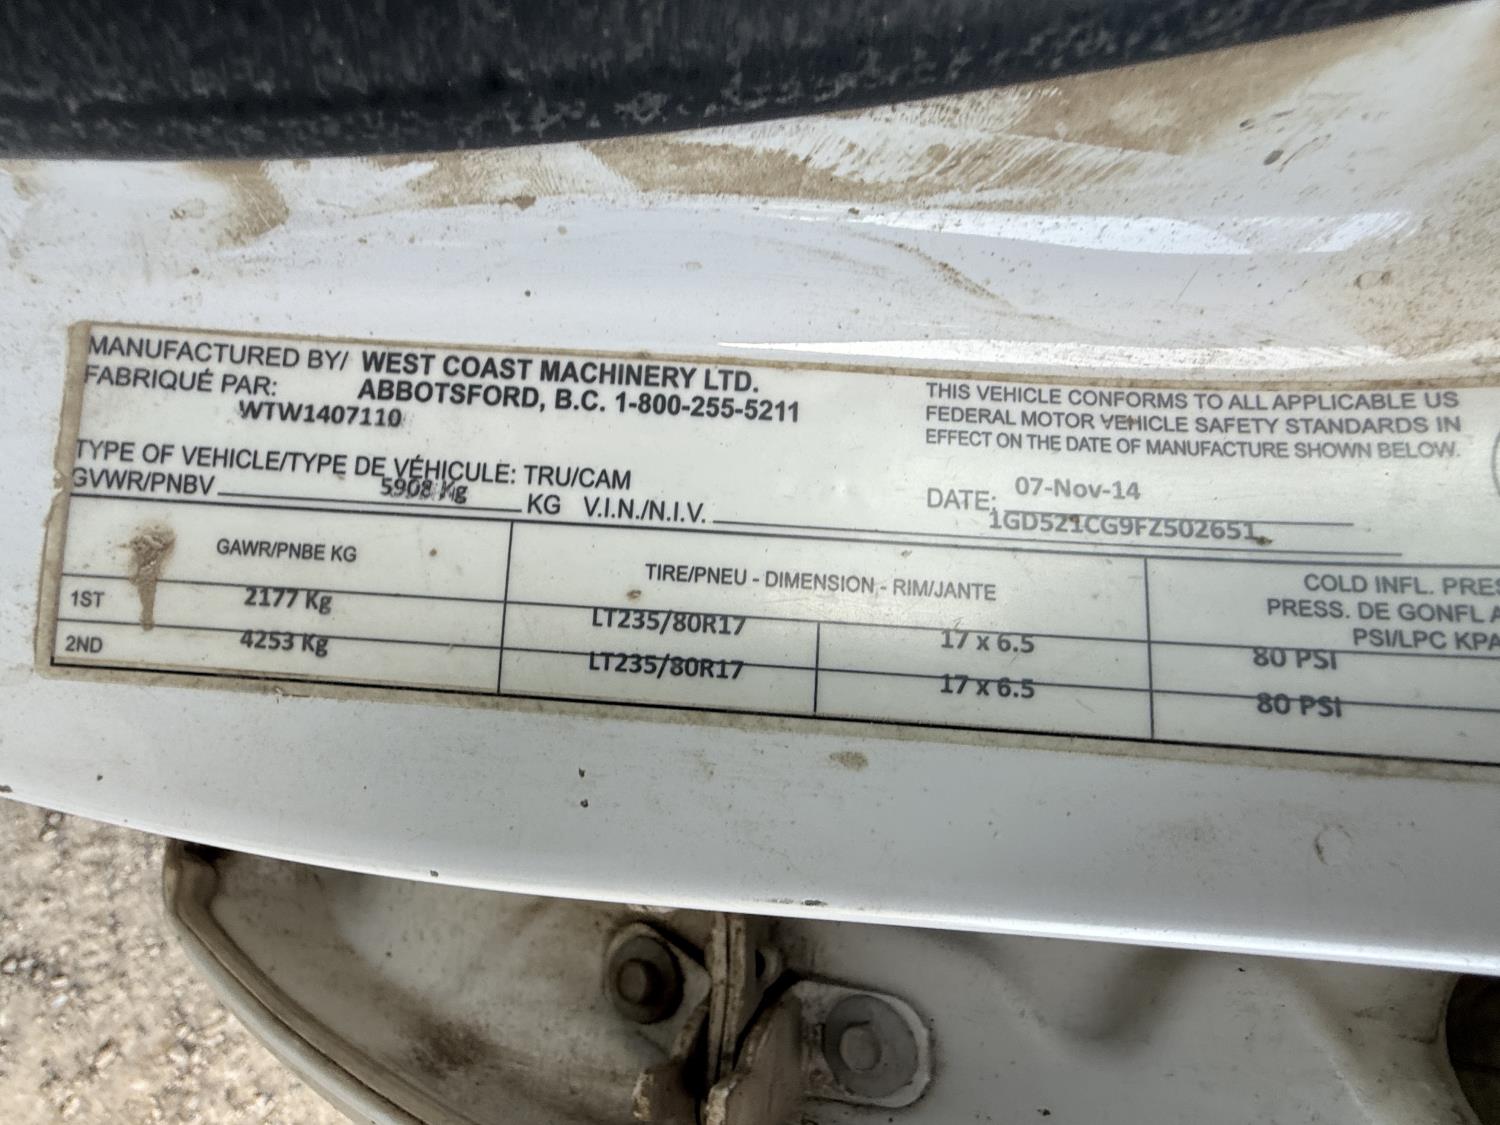 MANUFACTURED BY/ WEST COAST MACHINERY LTD.
FABRIQUÉ PAR: ABBOTSFORD, B.C. 1-800-255-5211
WTW1407110
THIS VEHICLE CONFORMS TO ALL APPLICABLE US
FEDERAL MOTOR VEHICLE SAFETY STANDARDS IN
EFFECT ON THE DATE OF MANUFACTURE SHOWN BELOW.
TYPE OF VEHICLE/TYPE DE VÉHICULE: TRU/CAM
DATE: 07-Nov-14
GVWR/PNBV 5908 Kg KG V.I.N./N.I.V. 1GD521CG9FZ502651
GAWR/PNBE KG TIRE/PNEU - DIMENSION - RIM/JANTE COLD INFL. PRES
PRESS. DE GONFL A
PSI/LPC KPA
1ST 2177 Kg LT235/80R17 17 x 6.5 80 PSI
2ND 4253 Kg LT235/80R17 17 x 6.5 80 PSI